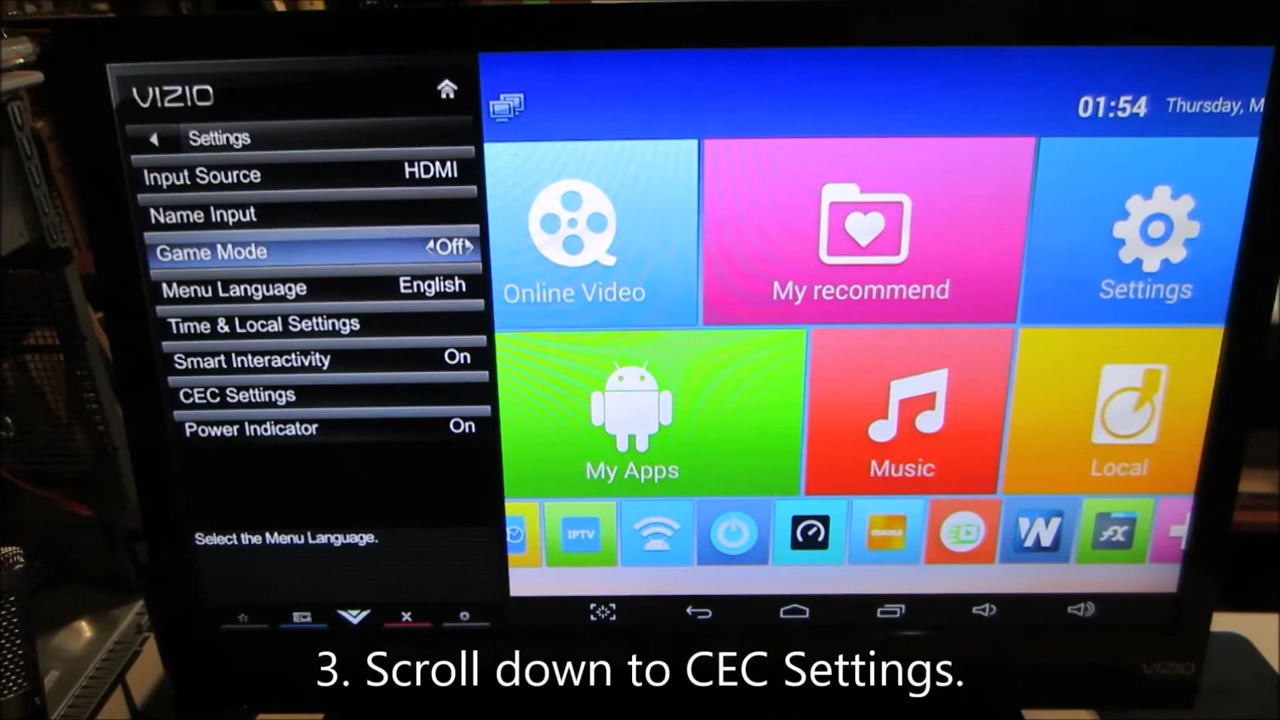 VIZIO
Settings
Input Source HDMI
Name Input
Game Mode Off
Menu Language English
Time & Local Settings
Smart Interactivity On
CEC Settings
Power Indicator On
Select the Menu Language.
01:54 Thursday, M
Online Video
My recommend
Settings
My Apps
Music
Local
IPTV
W
FX
VIZIO
3. Scroll down to CEC Settings.